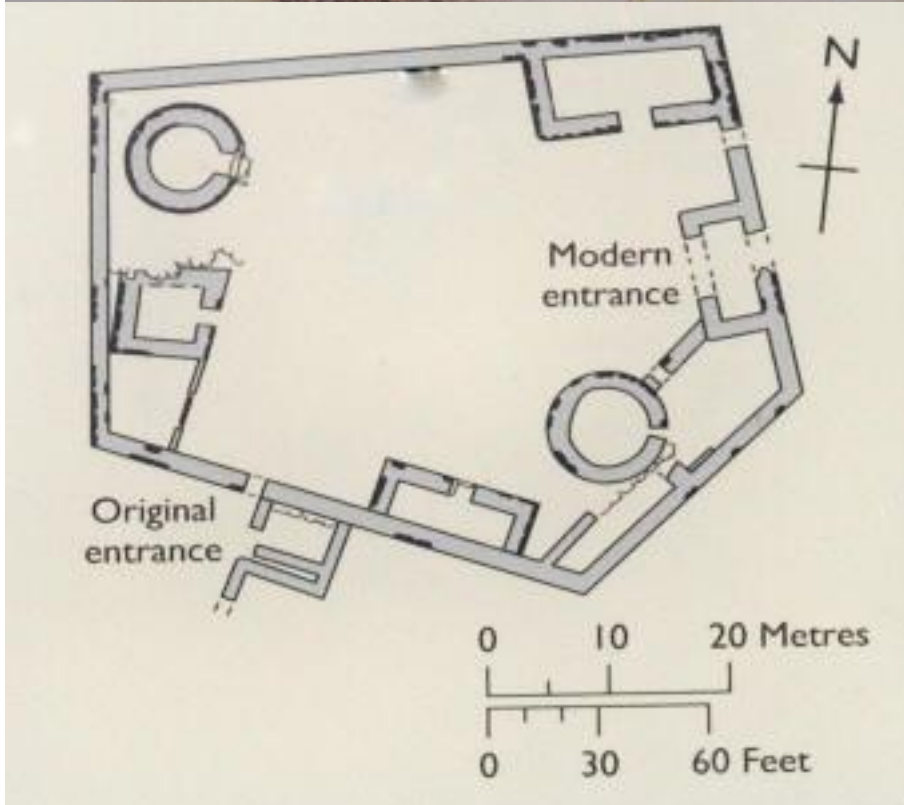 N
Modern
entrance
Original
entrance
0 10 20 Metres
0 30 60 Feet